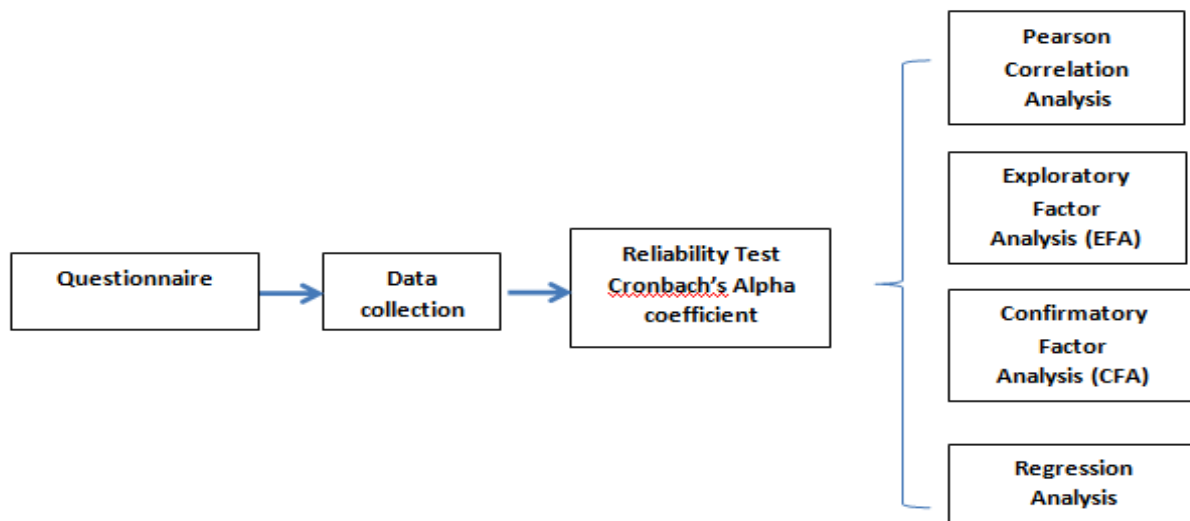 Questionnaire
Data
collection
Reliability Test
Cronbach’s Alpha
coefficient
Pearson
Correlation
Analysis
Exploratory
Factor
Analysis (EFA)
Confirmatory
Factor
Analysis (CFA)
Regression
Analysis